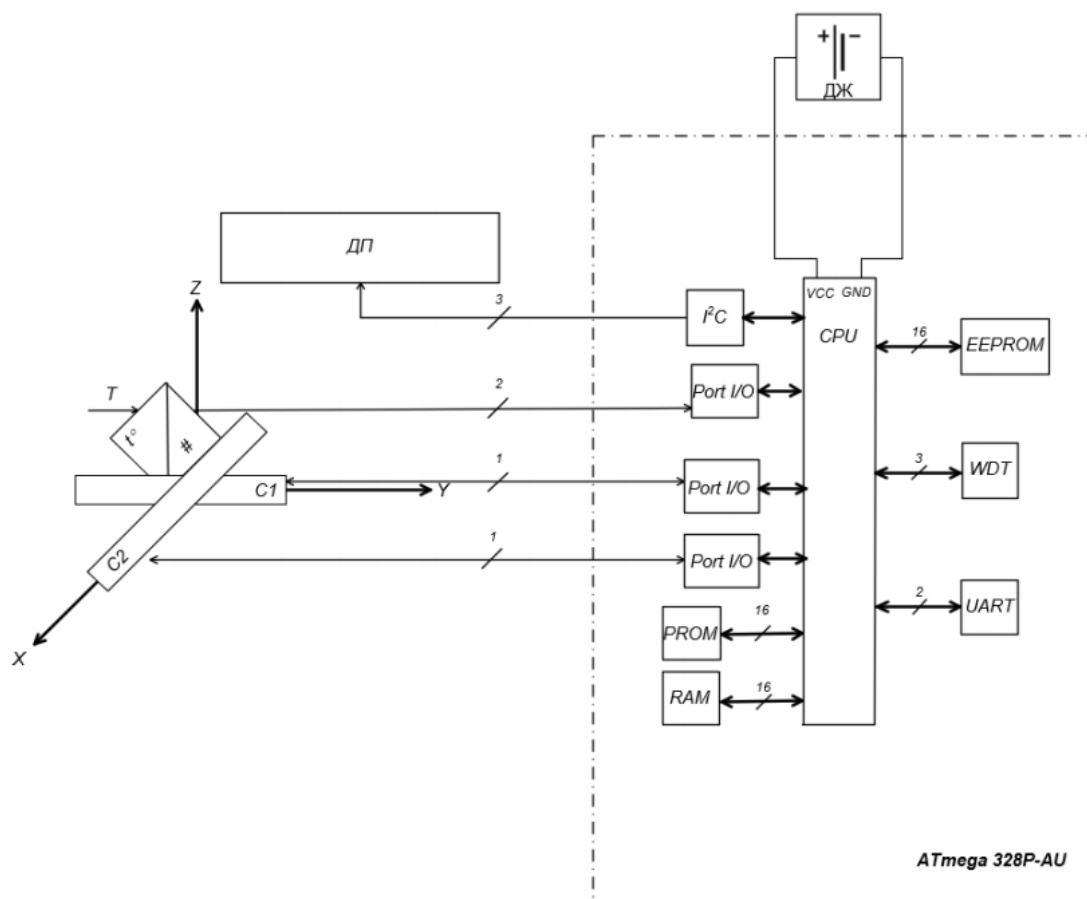 + −
ДЖ
ДП
Z
3
I²C
VCC GND
CPU
16
EEPROM
T
2
Port I/O
t°
#
1
Port I/O
3
WDT
C1
Y
1
Port I/O
C2
2
UART
X
PROM
16
RAM
16
ATmega 328P-AU